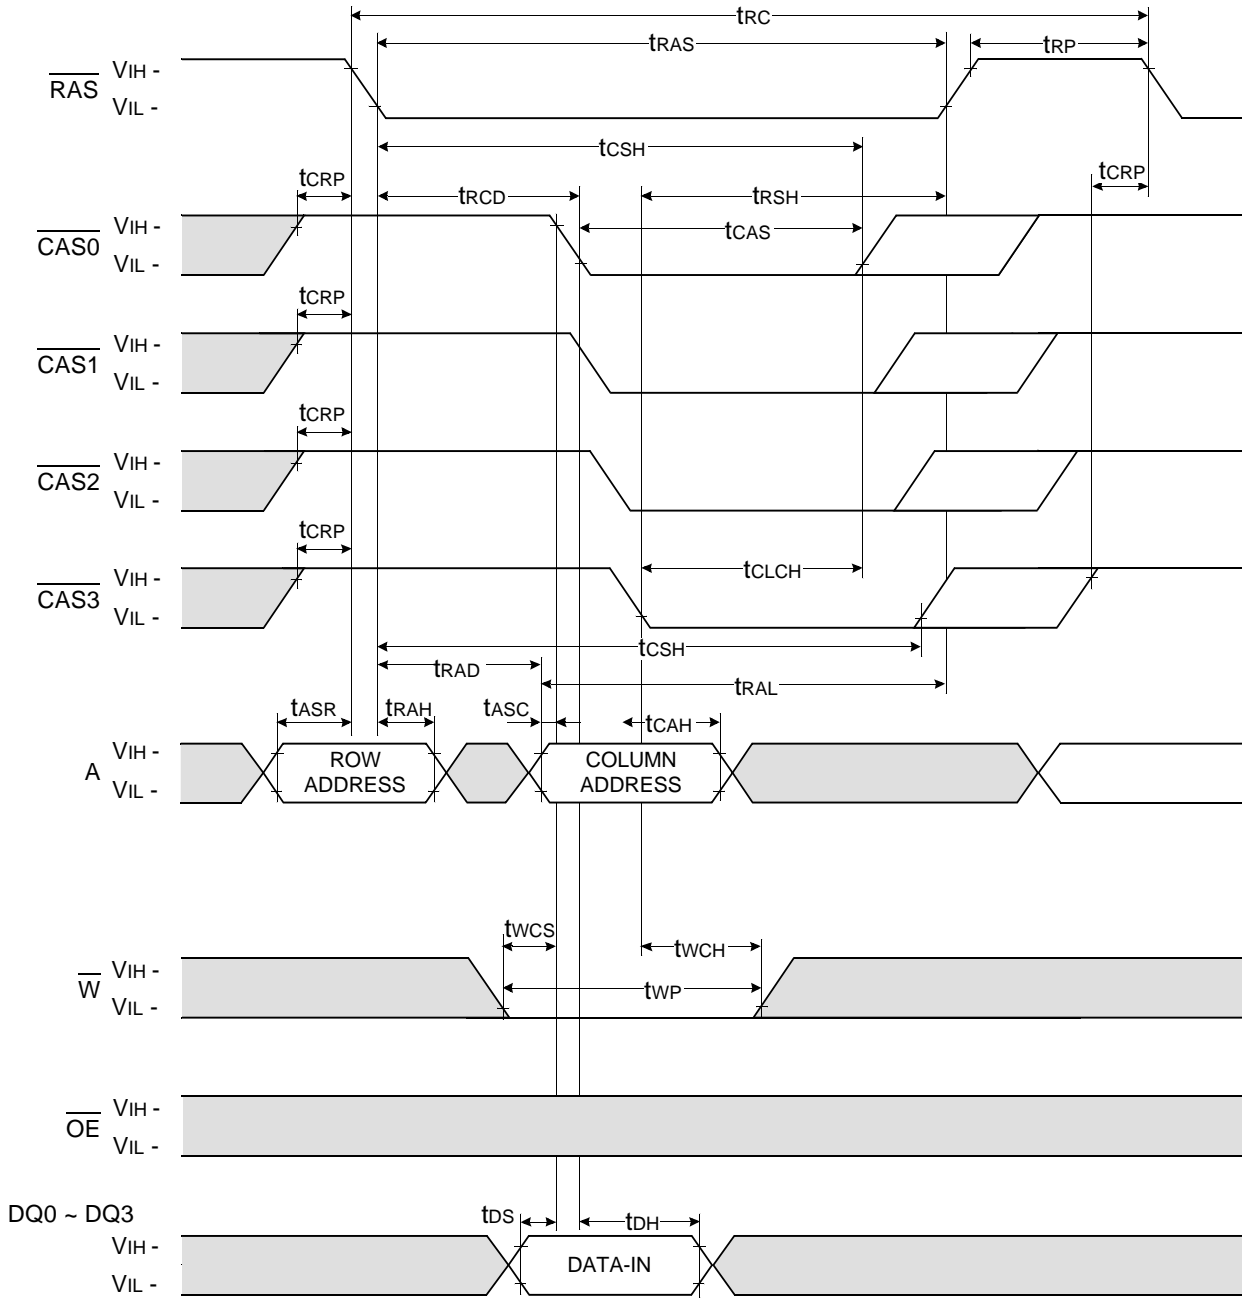 tRC
tRAS
tRP
RAS
VIH -
VIL -
tCSH
tCRP
tRCD
tRSH
tCRP
CAS0
VIH -
VIL -
tCAS
tCRP
CAS1
VIH -
VIL -
tCRP
CAS2
VIH -
VIL -
tCRP
CAS3
VIH -
VIL -
tCLCH
tCSH
tRAD
tRAL
tASR
tRAH
tASC
tCAH
A
VIH -
VIL -
ROW
ADDRESS
COLUMN
ADDRESS
tWCS
tWCH
W
VIH -
VIL -
tWP
OE
VIH -
VIL -
DQ0 ~ DQ3
tDS
tDH
VIH -
VIL -
DATA-IN